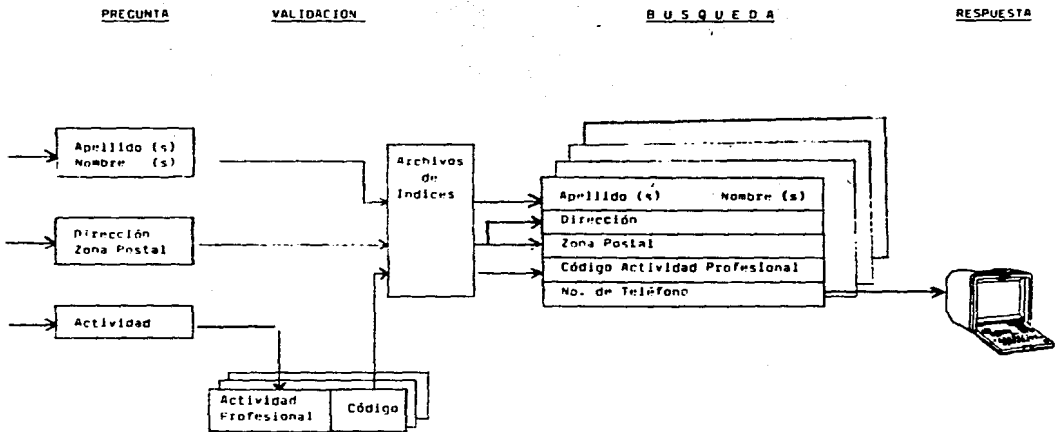 PREGUNTA
VALIDACION
BUSQUEDA
RESPUESTA
Apellido (s)
Nombre (s)
Dirección
Zona Postal
Actividad
Actividad
Profesional
Código
Archivos
de
Indices
Apellido (s) Nombre (s)
Dirección
Zona Postal
Código Actividad Profesional
No. de Teléfono